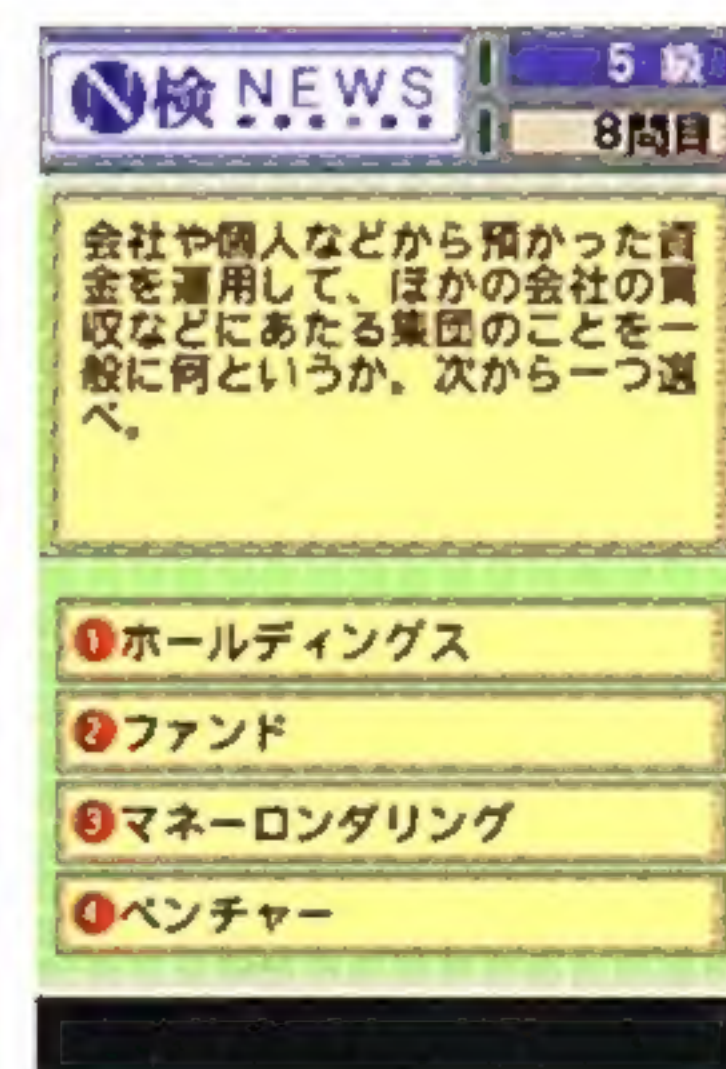 N検 NEWS
5級
8問目
会社や個人などから預かった資
金を運用して、ほかの会社の買
収などにあたる集団のことを一
般に何というか。次から一つ選
べ。
1ホールディングス
2ファンド
3マネーロンダリング
4ベンチャー